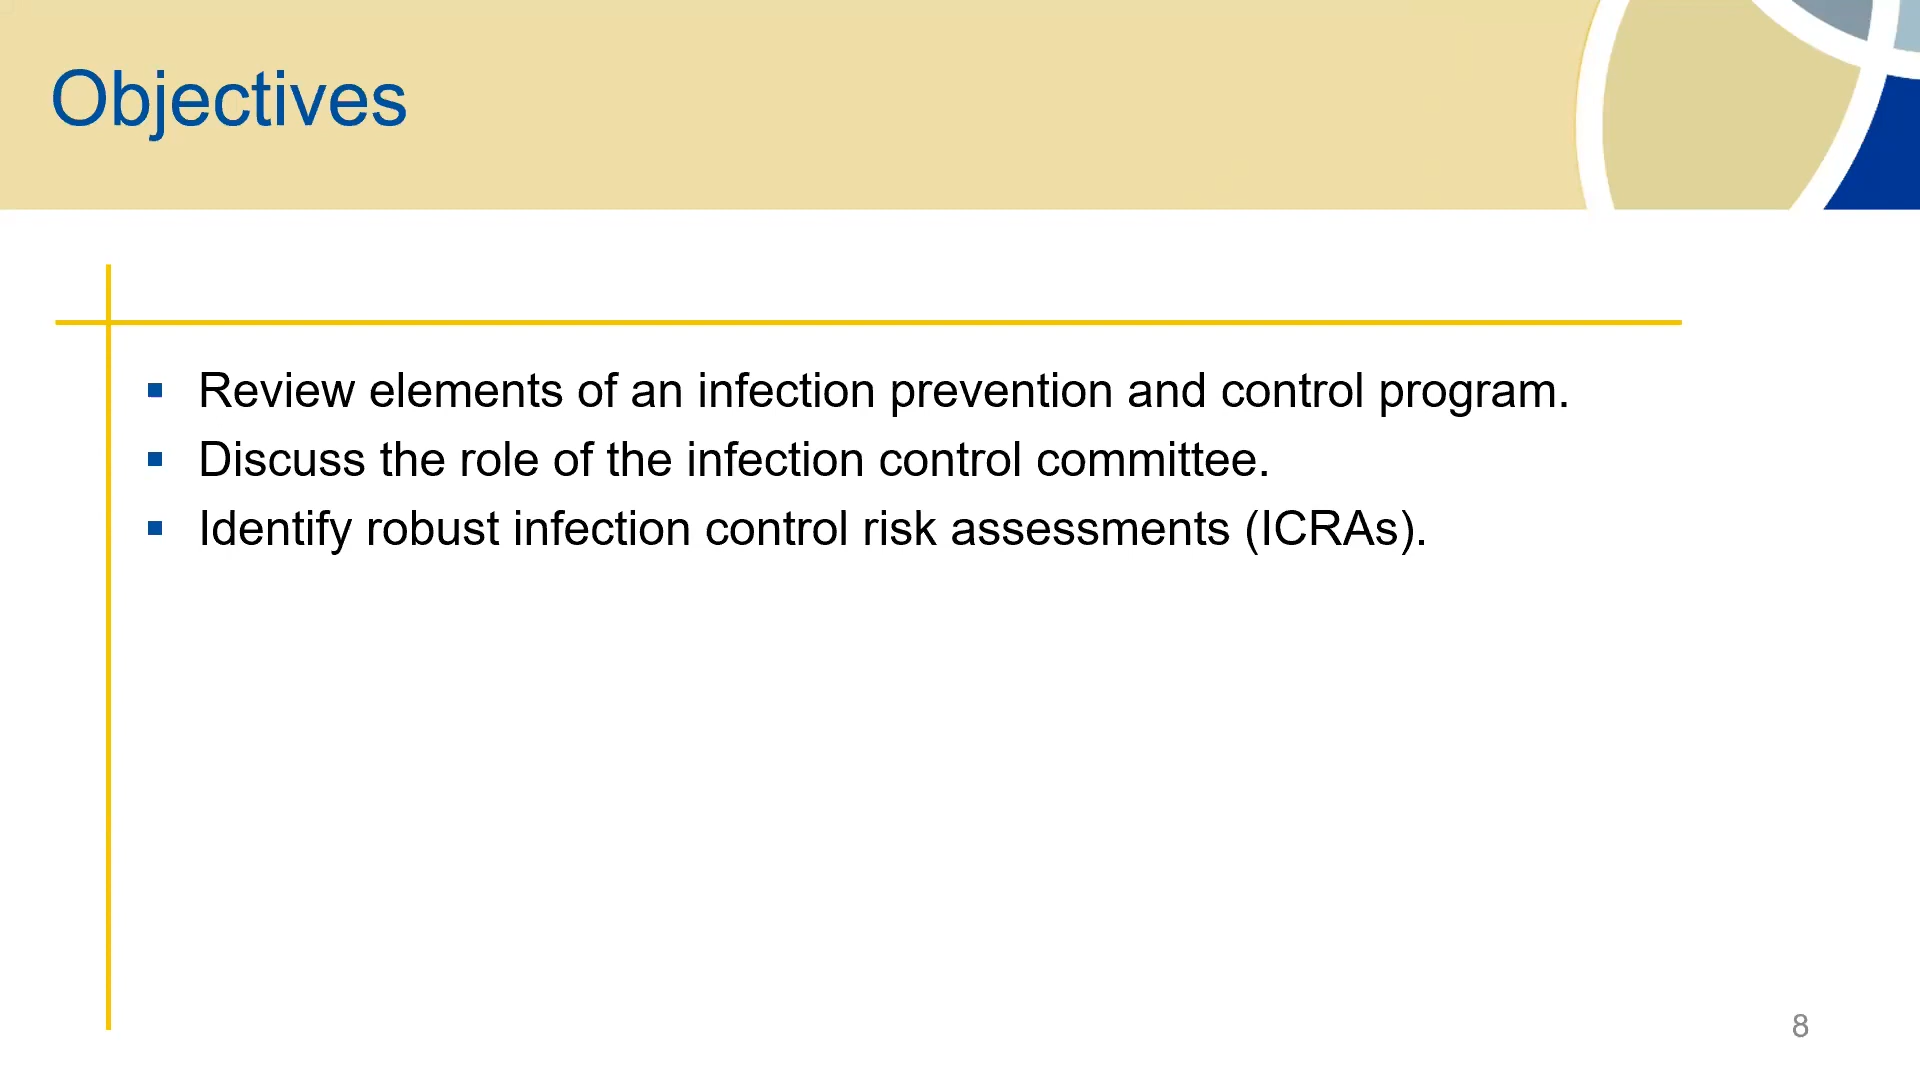 Objectives
▪ Review elements of an infection prevention and control program.
▪ Discuss the role of the infection control committee.
▪ Identify robust infection control risk assessments (ICRAs).
8